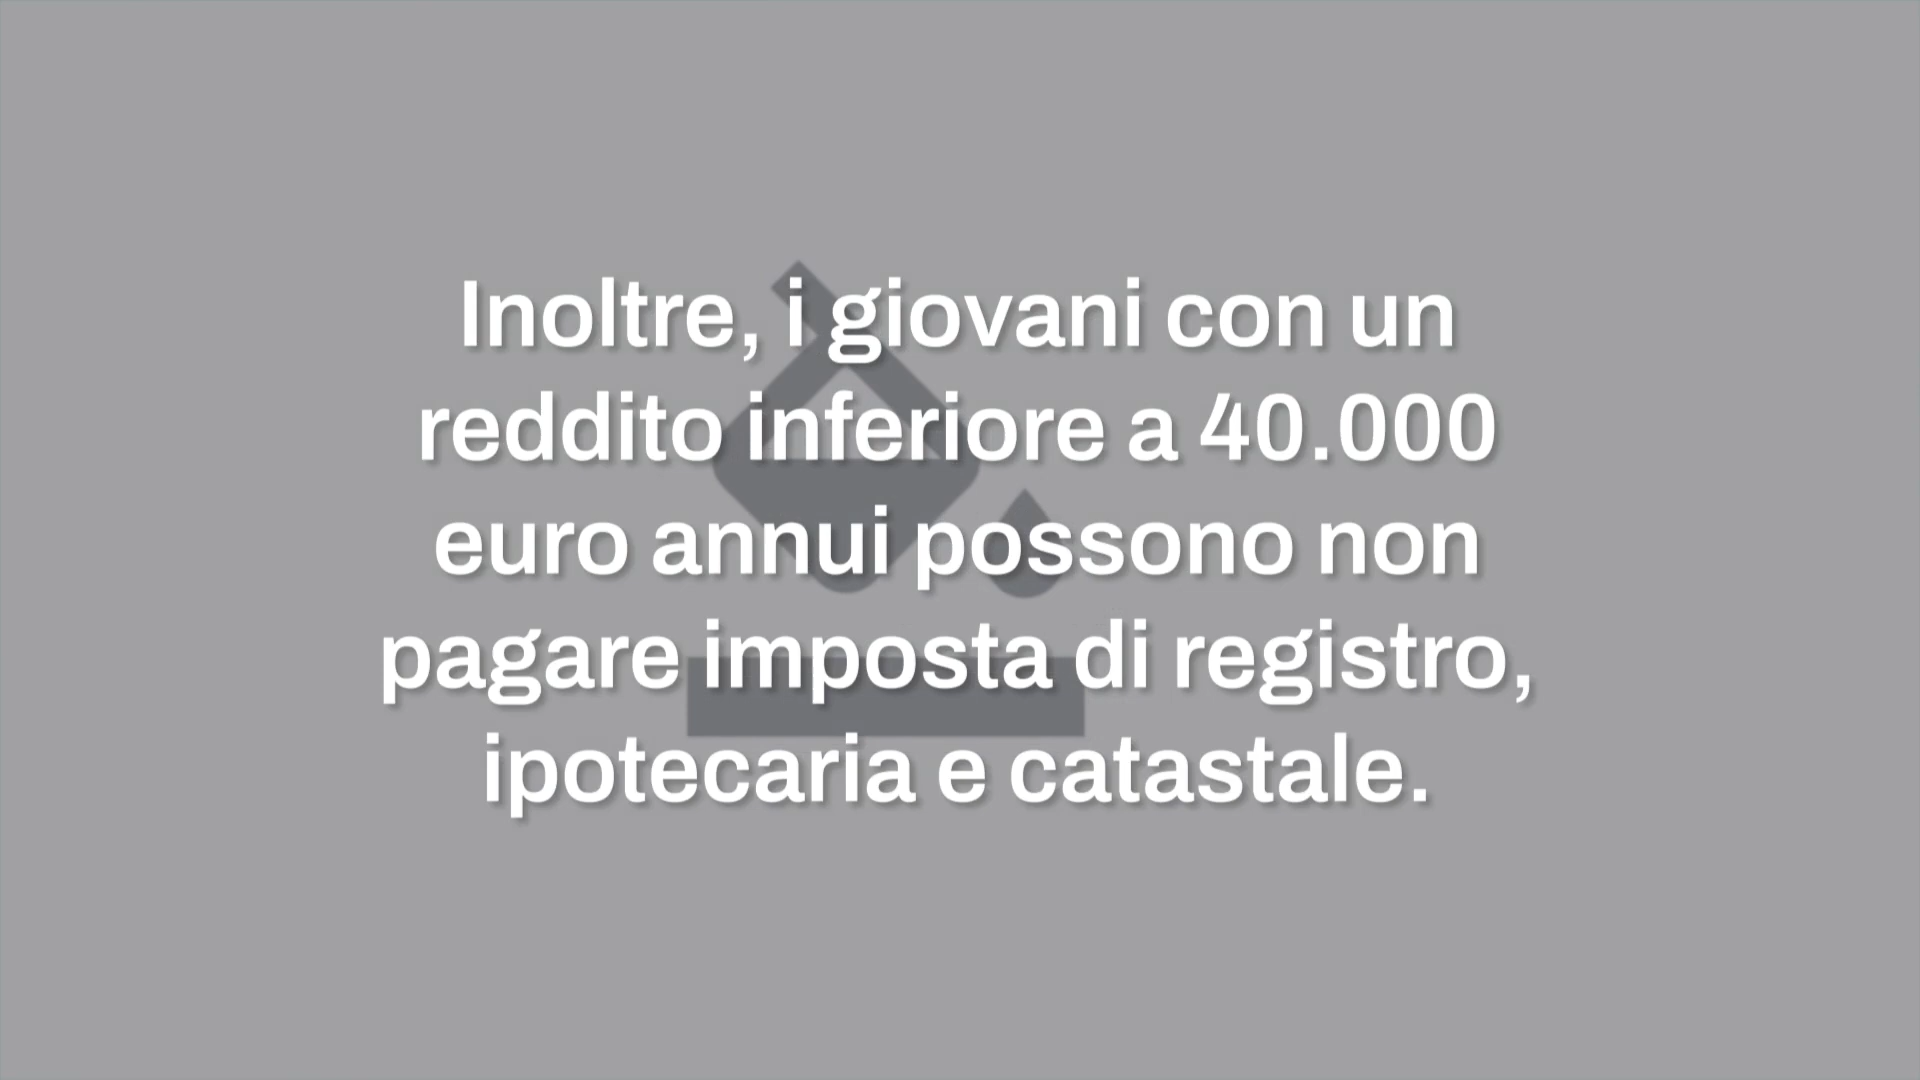 Inoltre, i giovani con un
reddito inferiore a 40.000
euro annui possono non
pagare imposta di registro,
ipotecaria e catastale.